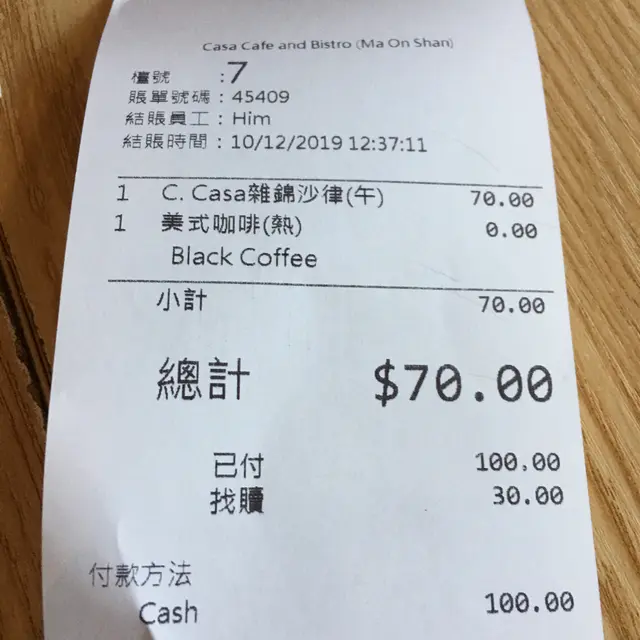 Casa Cafe and Bistro (Ma On Shan)
檯號 :7
賬單號碼 : 45409
結賬員工 : Him
結賬時間 : 10/12/2019 12:37:11
1 C. Casa雜錦沙律(午) 70.00
1 美式咖啡(熱) 0.00
Black Coffee
小計 70.00
總計 $70.00
已付 100.00
找贖 30.00
付款方法
Cash 100.00